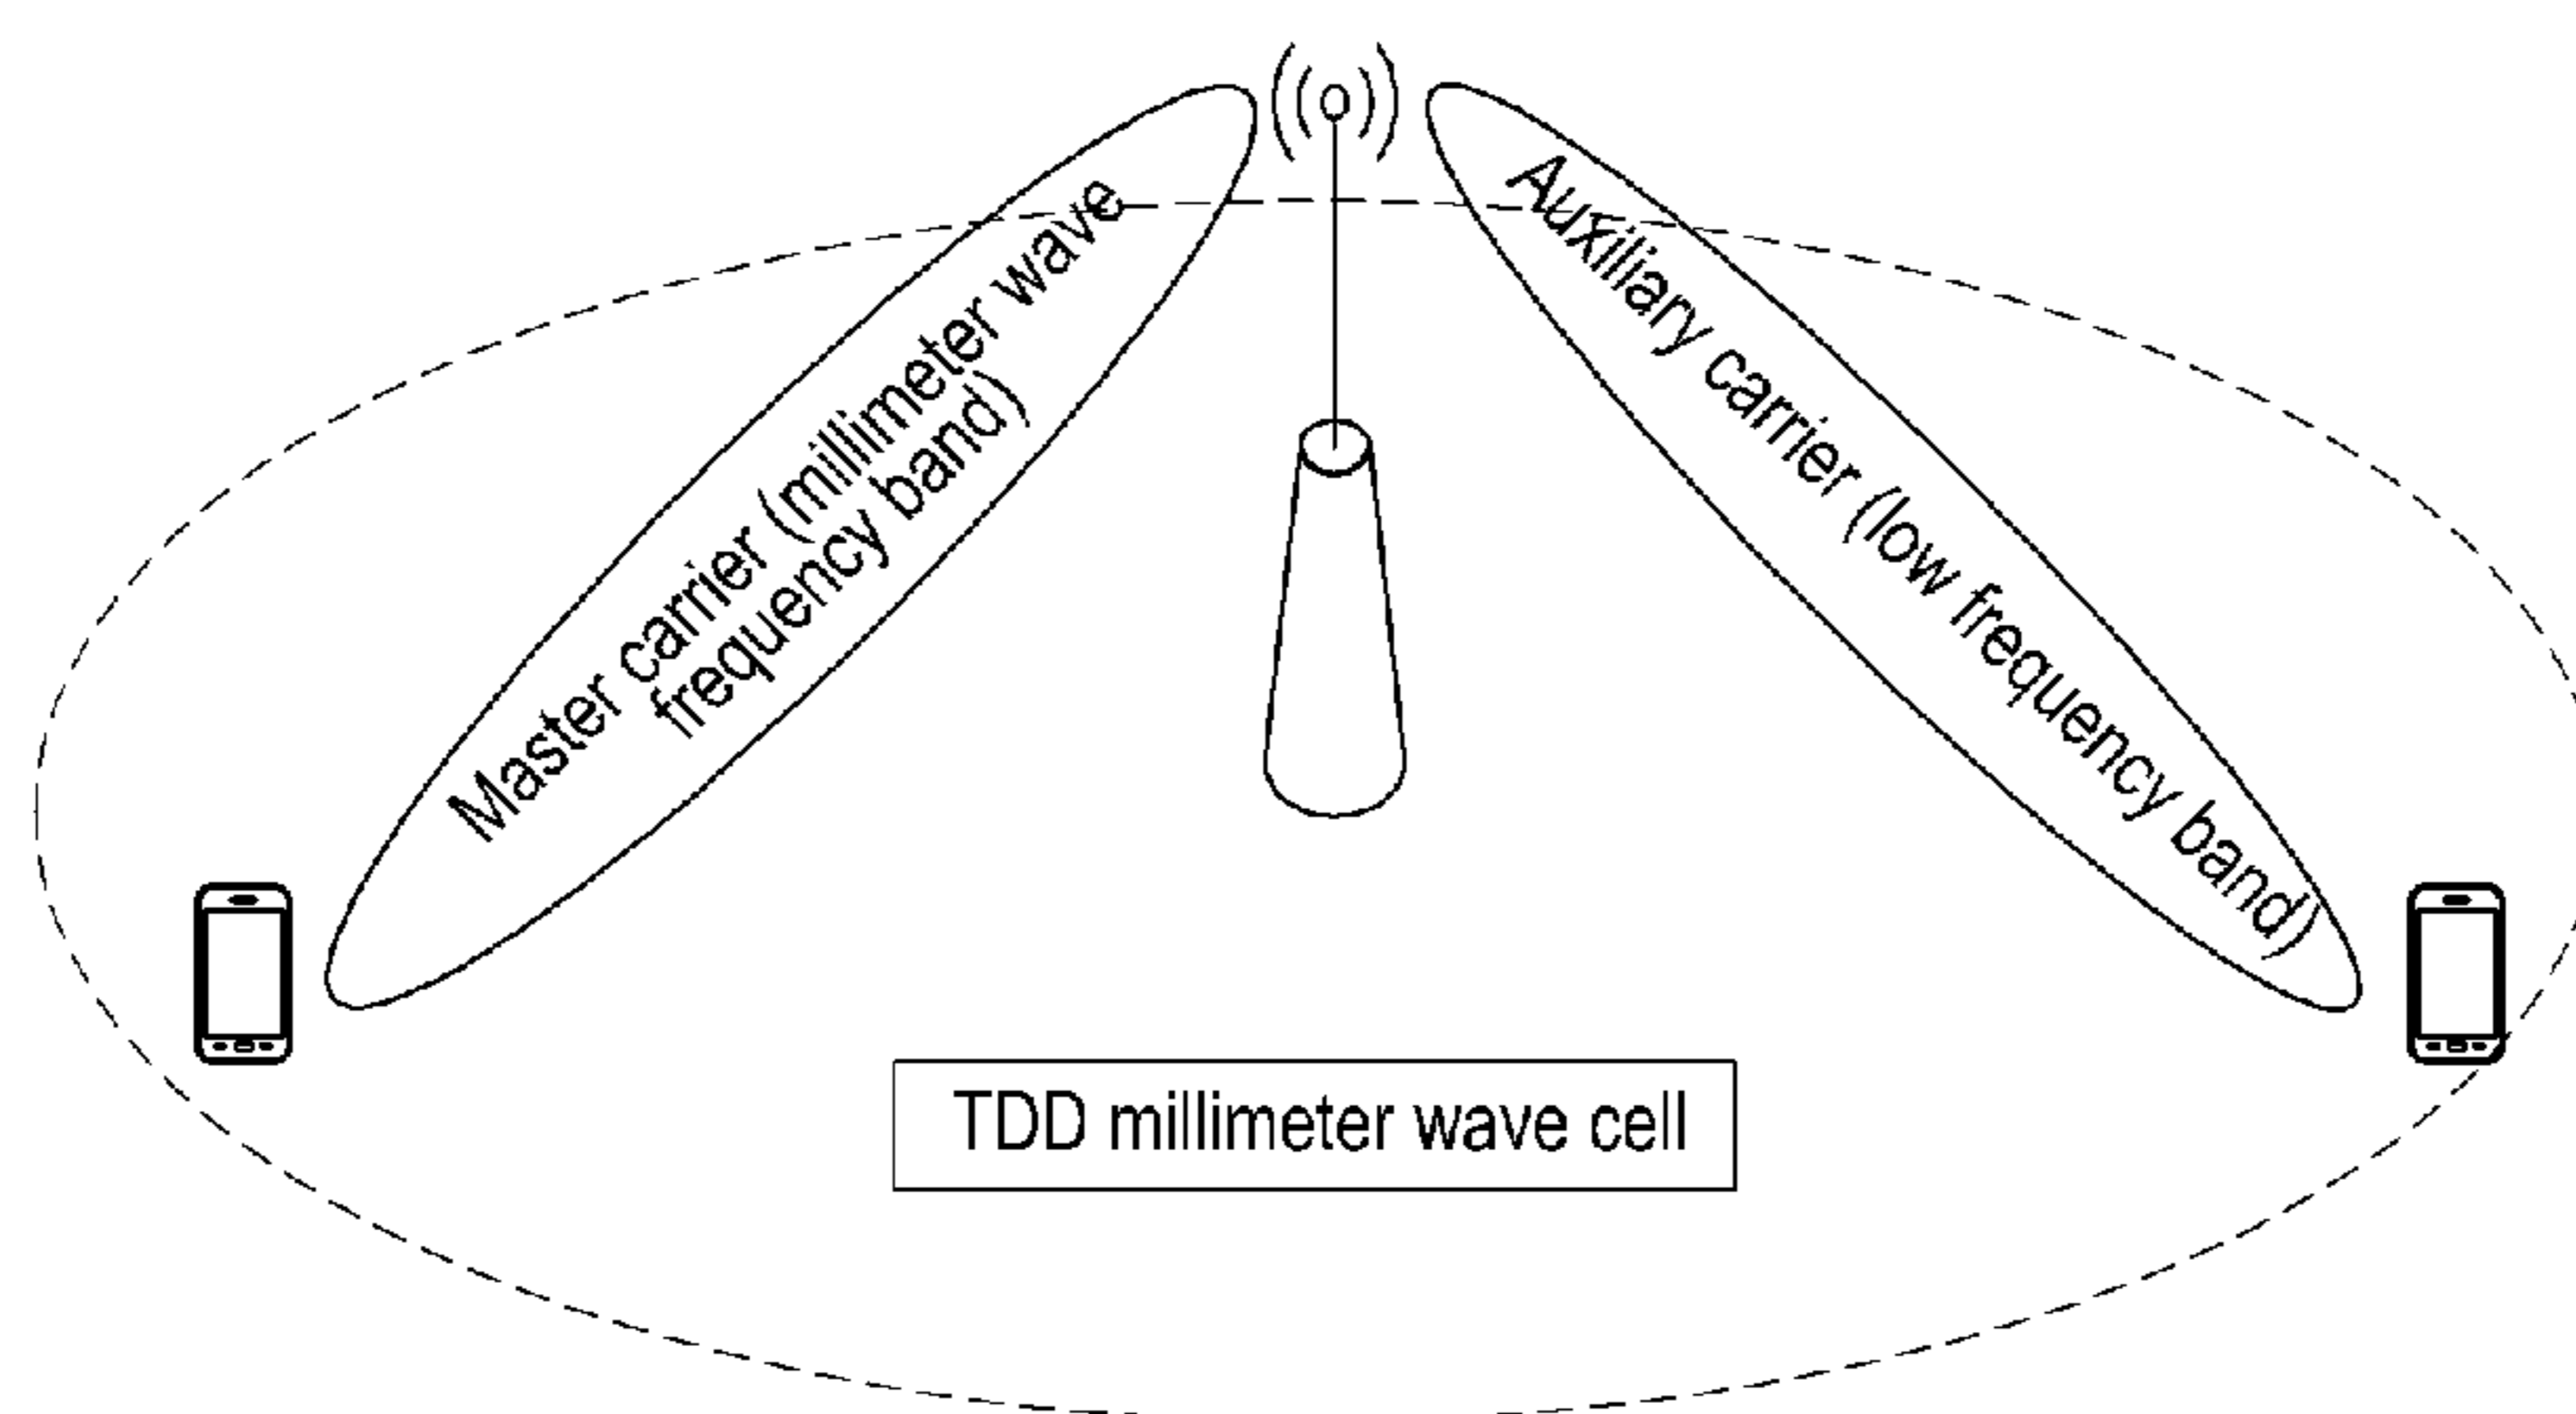 Master carrier (millimeter wave
frequency band)
Auxiliary carrier (low frequency band)
TDD millimeter wave cell